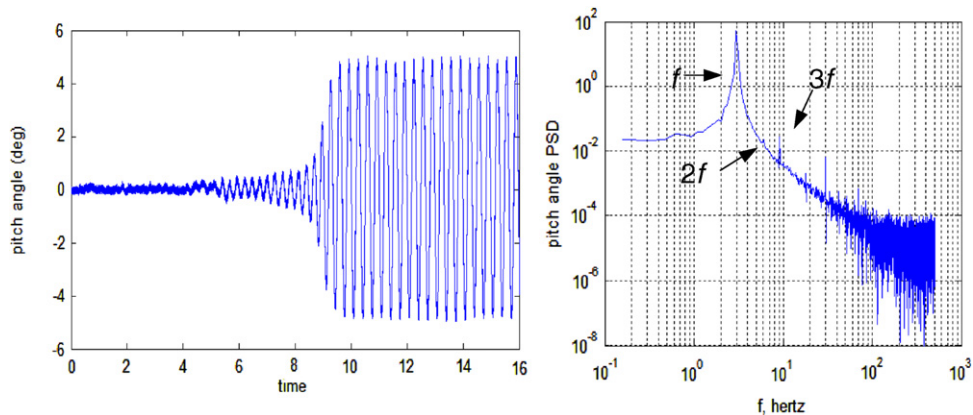 pitch angle (deg)
6
4
2
0
-2
-4
-6
0 2 4 6 8 10 12 14 16
time
pitch angle PSD
10^2
10^0
10^-2
10^-4
10^-6
10^-8
f
2f
3f
10^-1 10^0 10^1 10^2 10^3
f, hertz